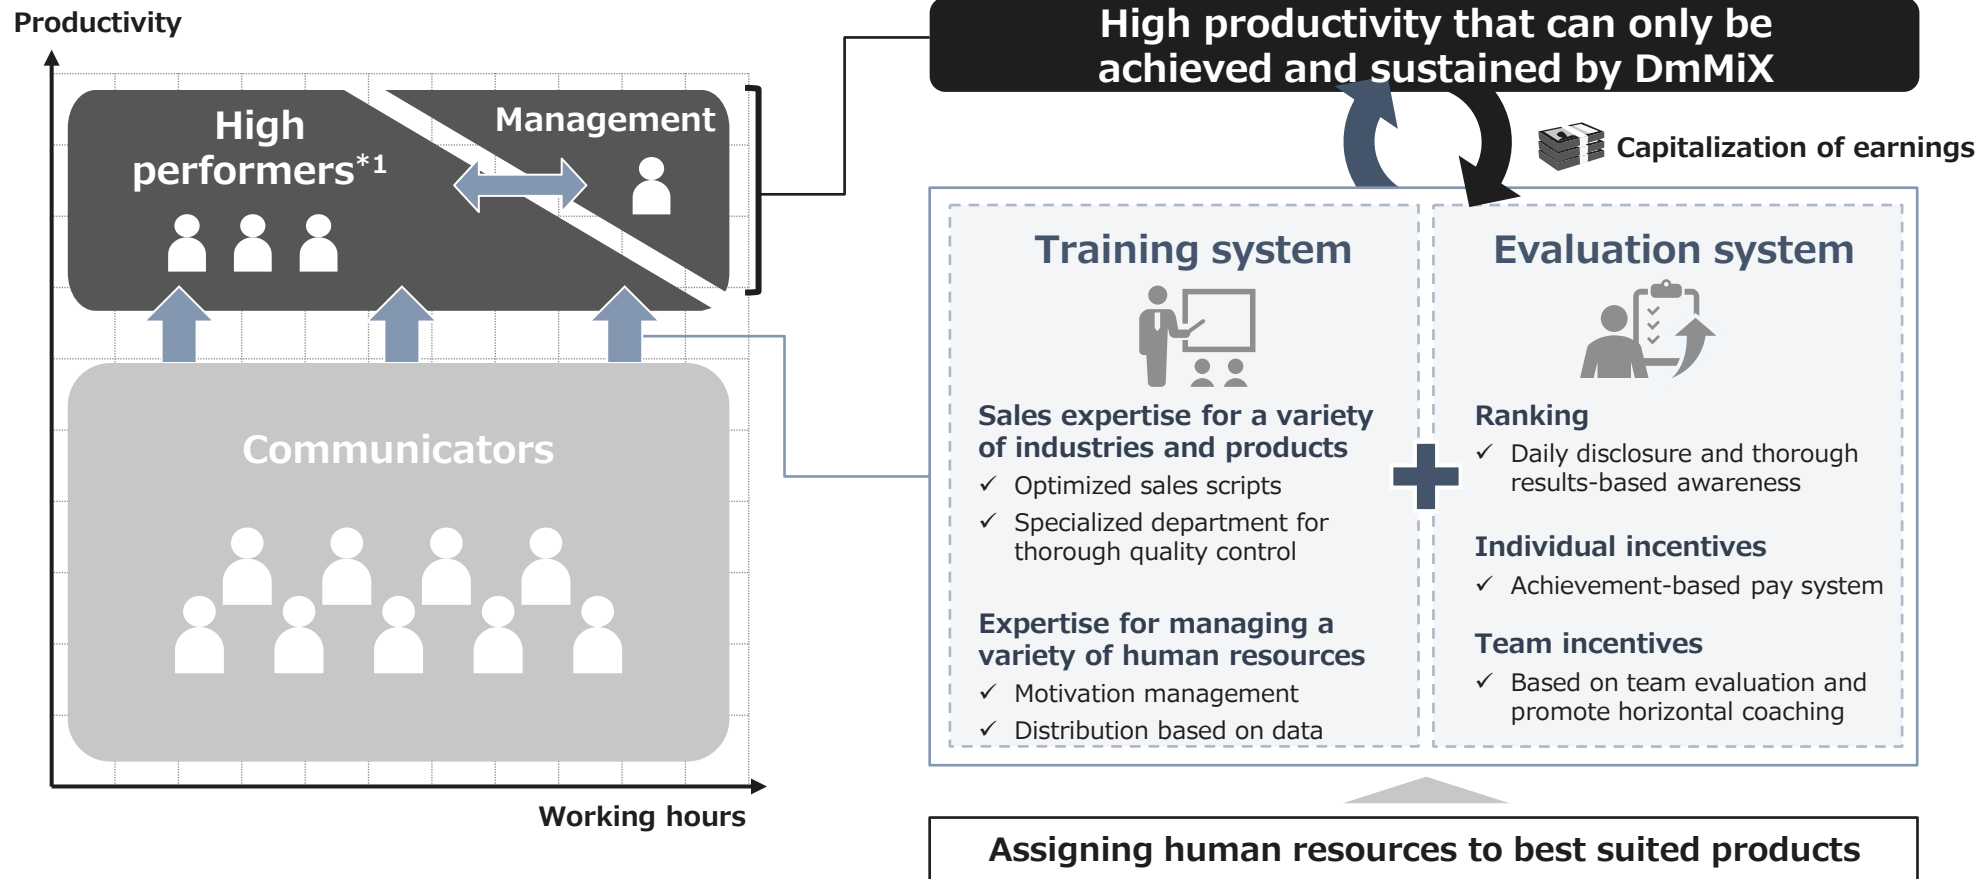 Productivity
High
performers*1
Management
Communicators
Working hours
High productivity that can only be
achieved and sustained by DmMiX
Capitalization of earnings
Training system
Sales expertise for a variety
of industries and products
✓ Optimized sales scripts
✓ Specialized department for
thorough quality control
Expertise for managing a
variety of human resources
✓ Motivation management
✓ Distribution based on data
Evaluation system
Ranking
✓ Daily disclosure and thorough
results-based awareness
Individual incentives
✓ Achievement-based pay system
Team incentives
✓ Based on team evaluation and
promote horizontal coaching
Assigning human resources to best suited products